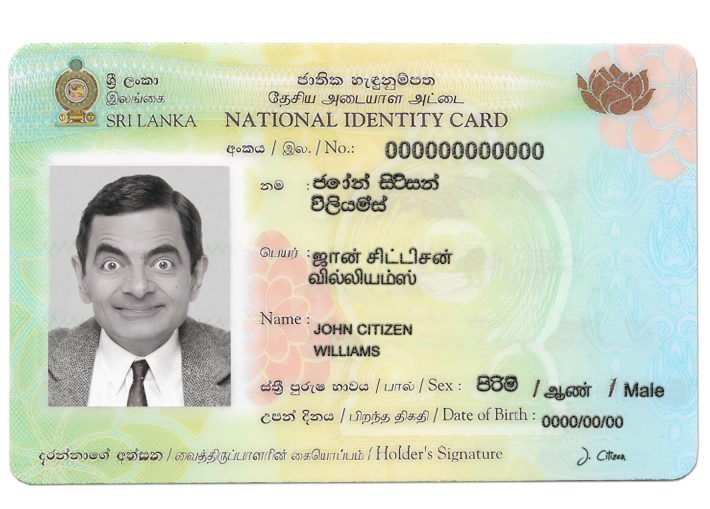 ශ්‍රී ලංකා
இலங்கை
SRI LANKA
ජාතික හැඳුනුම්පත
தேசிய அடையாள அட்டை
NATIONAL IDENTITY CARD
අංකය / இல. / No.: 000000000000
නම : ජෝන් සිටිසන්
විලියම්ස්
பெயர் : ஜான் சிட்டிசன்
வில்லியம்ஸ்
Name : JOHN CITIZEN
WILLIAMS
ස්ත්‍රී පුරුෂ භාවය / பால் / Sex : පිරිමි / ஆண் / Male
උපන් දිනය / பிறந்த திகதி / Date of Birth : 0000/00/00
දරන්නාගේ අත්සන / வைத்திருப்பாளரின் கையொப்பம் / Holder's Signature J. Citizen